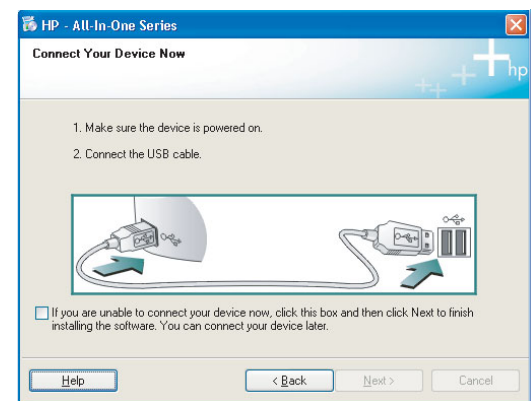 HP - All-In-One Series
Connect Your Device Now
hp
1. Make sure the device is powered on.
2. Connect the USB cable.
If you are unable to connect your device now, click this box and then click Next to finish
installing the software. You can connect your device later.
Help
< Back
Next >
Cancel